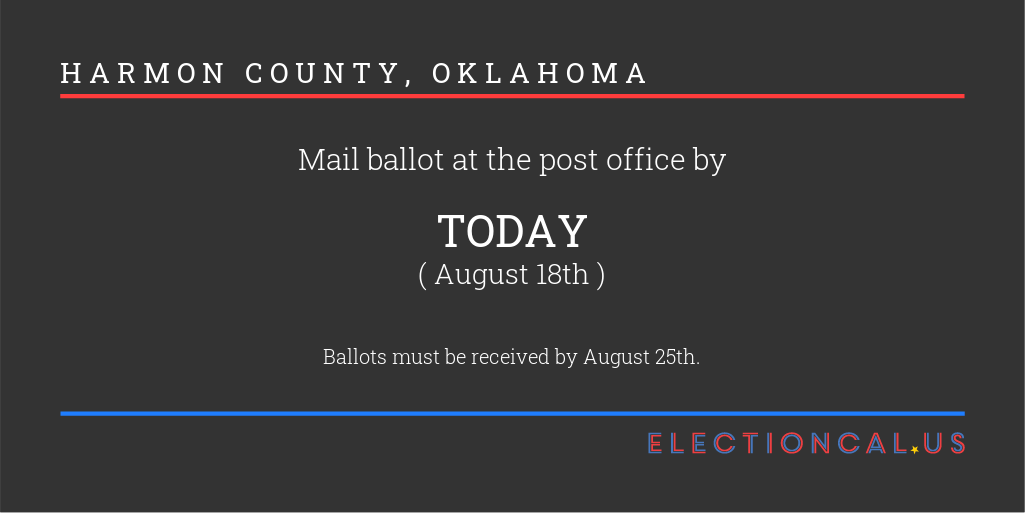 HARMON COUNTY, OKLAHOMA
Mail ballot at the post office by
TODAY
( August 18th )
Ballots must be received by August 25th.
ELECTIONCAL.US